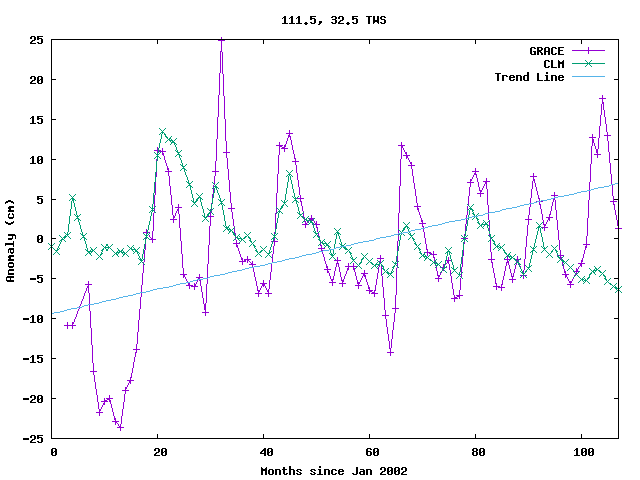 111.5, 32.5 TWS
GRACE
CLM
Trend Line
25
20
15
10
5
0
-5
-10
-15
-20
-25
Anomaly (cm)
0 20 40 60 80 100
Months since Jan 2002